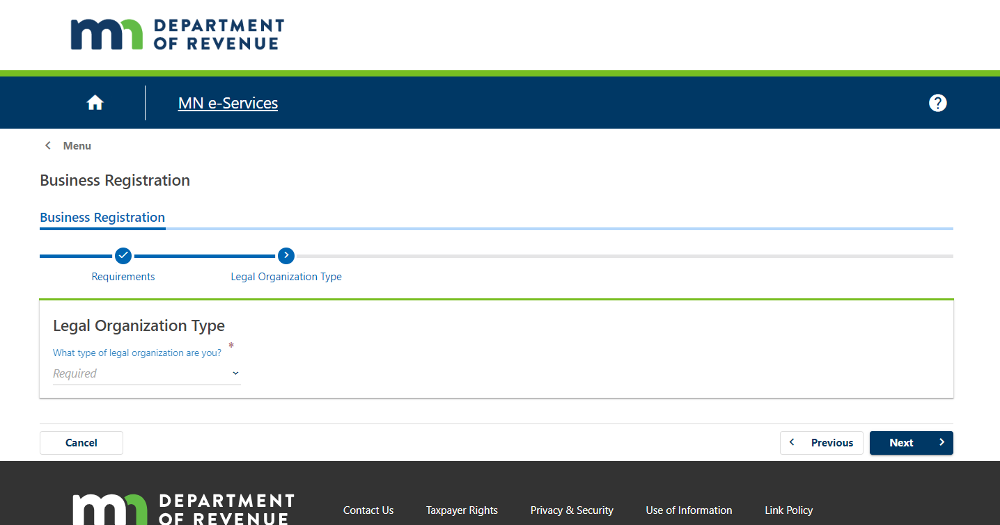 mn DEPARTMENT
OF REVENUE
MN e-Services
?
Menu
Business Registration
Business Registration
Requirements
Legal Organization Type
Legal Organization Type
What type of legal organization are you? *
Required
Cancel
Previous
Next
mn DEPARTMENT
OF REVENUE
Contact Us
Taxpayer Rights
Privacy & Security
Use of Information
Link Policy